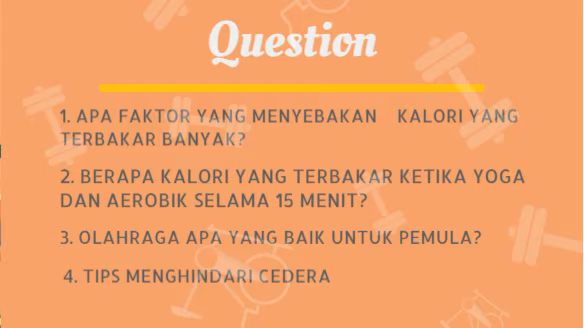 Question
1. APA FAKTOR YANG MENYEBAKAN KALORI YANG
TERBAKAR BANYAK?
2. BERAPA KALORI YANG TERBAKAR KETIKA YOGA
DAN AEROBIK SELAMA 15 MENIT?
3. OLAHRAGA APA YANG BAIK UNTUK PEMULA?
4. TIPS MENGHINDARI CEDERA